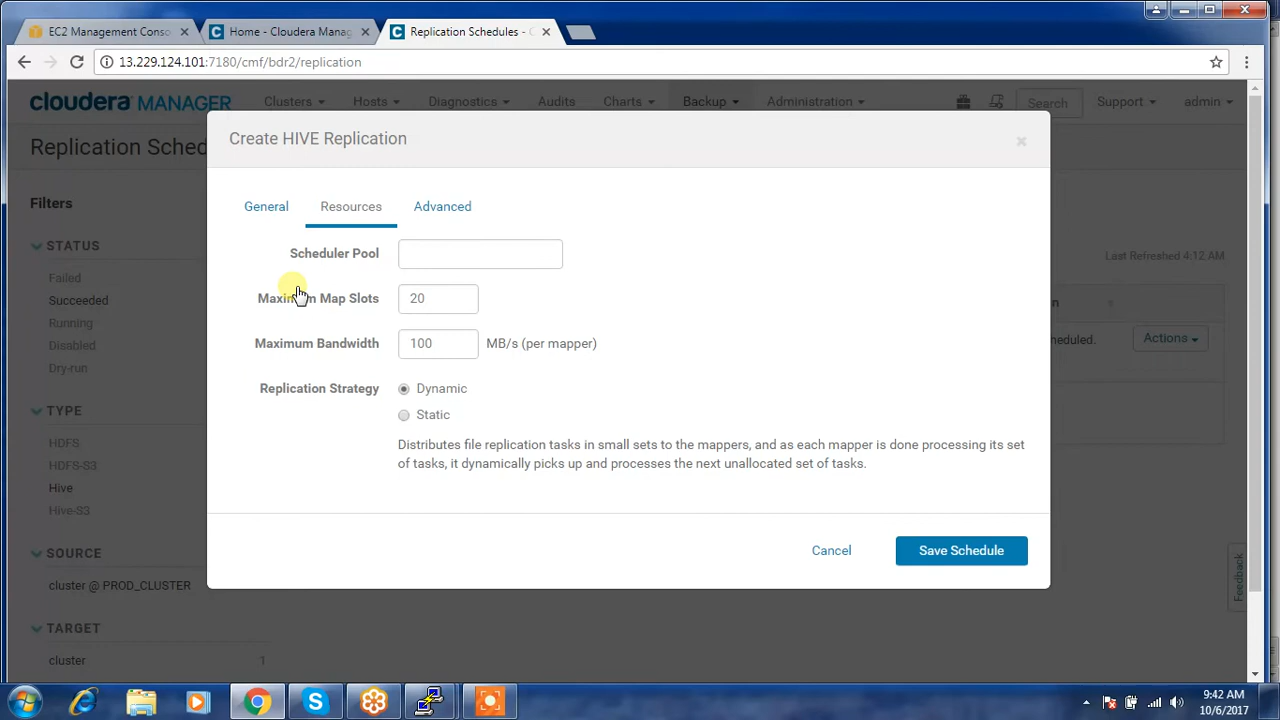 EC2 Management Conso
Home - Cloudera Manag
Replication Schedules - C
13.229.124.101:7180/cmf/bdr2/replication
cloudera MANAGER
Clusters
Hosts
Diagnostics
Audits
Charts
Backup
Administration
Search
Support
admin
Replication Sched
Create HIVE Replication
Filters
General
Resources
Advanced
STATUS
Scheduler Pool
Last Refreshed 4:12 AM
Failed
Succeeded
Maximum Map Slots
20
n
Running
Maximum Bandwidth
100
MB/s (per mapper)
heduled.
Actions
Disabled
Dry-run
Replication Strategy
Dynamic
Static
TYPE
HDFS
Distributes file replication tasks in small sets to the mappers, and as each mapper is done processing its set
of tasks, it dynamically picks up and processes the next unallocated set of tasks.
HDFS-S3
Hive
Hive-S3
SOURCE
Cancel
Save Schedule
cluster @ PROD_CLUSTER
Feedback
TARGET
cluster
1
9:42 AM
10/6/2017